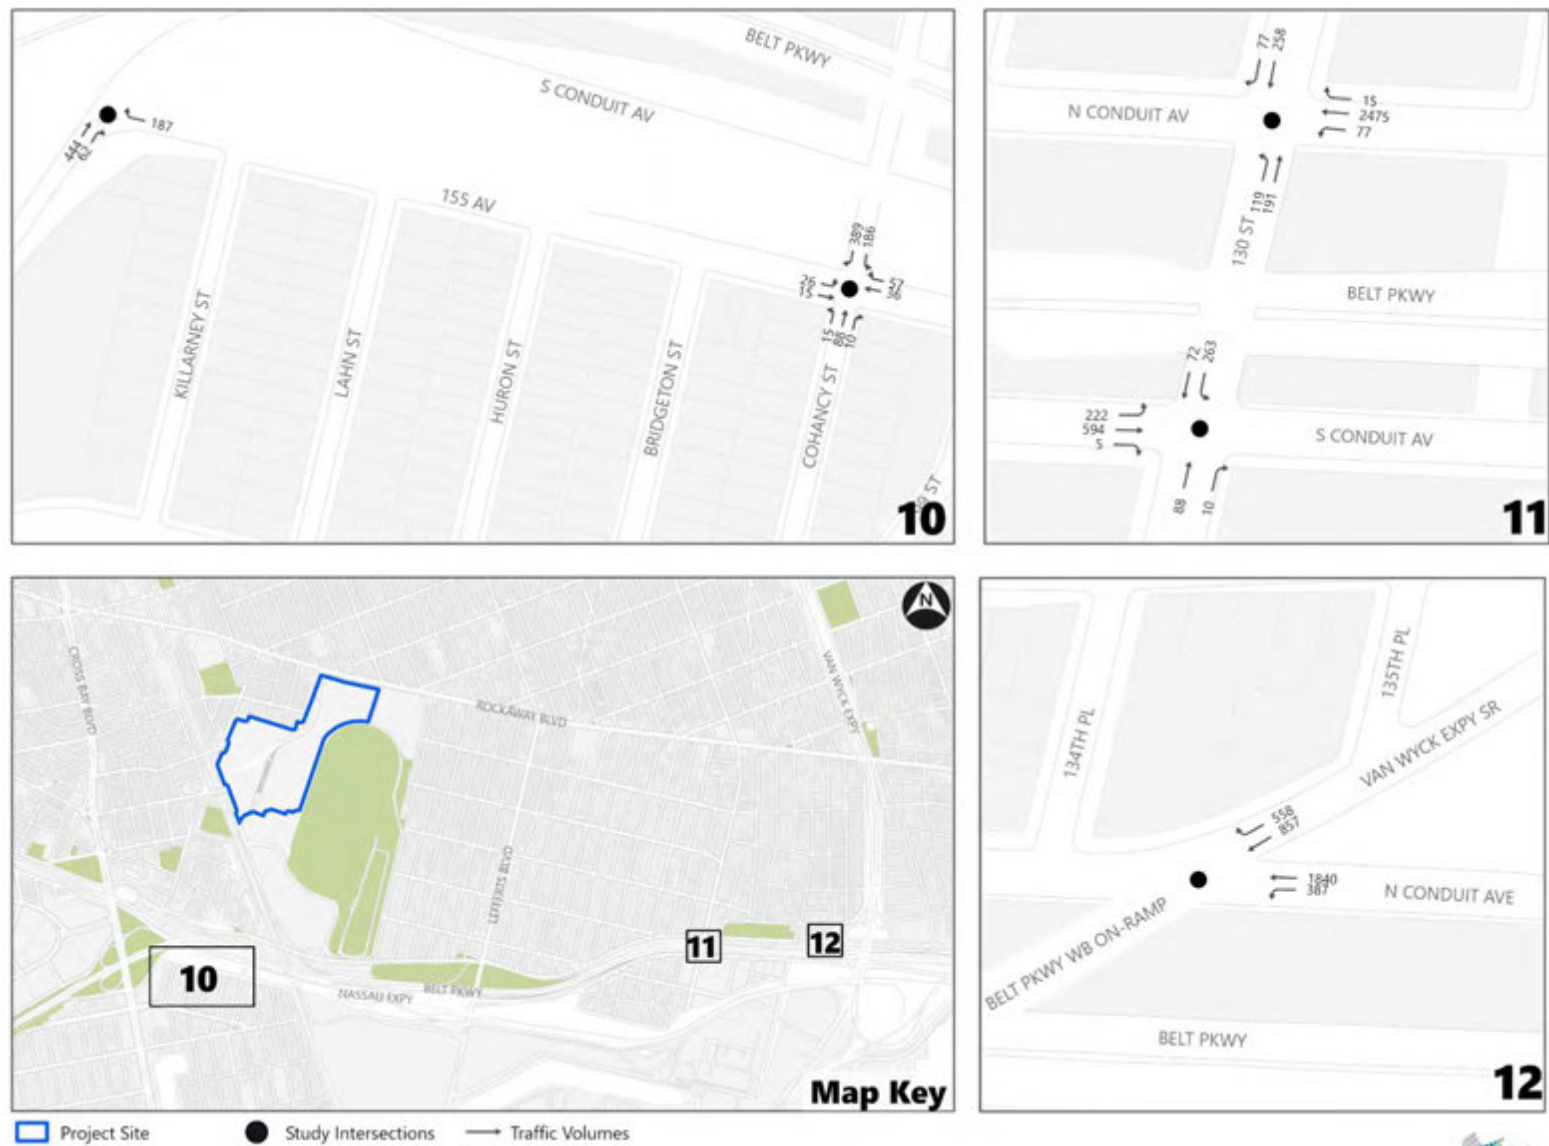 BELT PKWY
S CONDUIT AV
187
444
62
155 AV
389
186
26
15
57
36
15
88
10
KILLARNEY ST
LAHN ST
HURON ST
BRIDGETON ST
COHANCY ST
ST
10
77
258
N CONDUIT AV
15
2475
77
119
191
130 ST
BELT PKWY
72
263
222
594
5
S CONDUIT AV
88
10
11
N
CROSS BAY BLVD
ROCKAWAY BLVD
VAN WYCK EXPY
LEFFERTS BLVD
10
11
12
NASSAU EXPY
BELT PKWY
Map Key
134TH PL
135TH PL
VAN WYCK EXPY SR
558
857
1840
387
N CONDUIT AVE
BELT PKWY WB ON-RAMP
BELT PKWY
12
Project Site
Study Intersections
Traffic Volumes